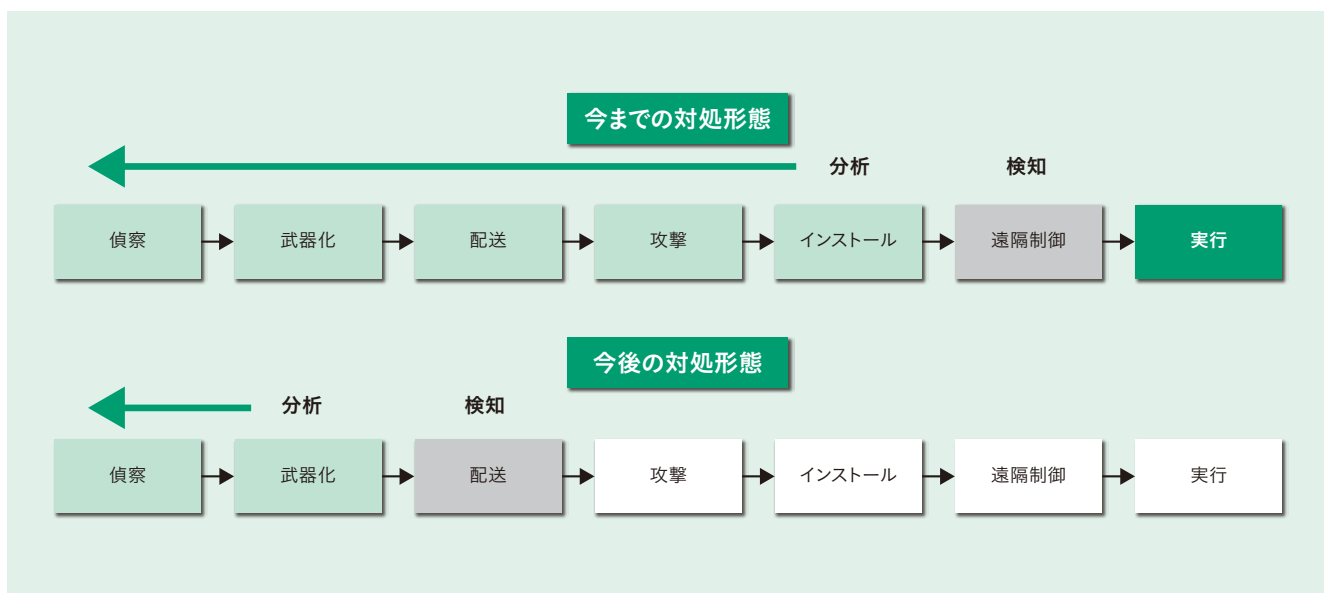 今までの対処形態
分析
検知
偵察
武器化
配送
攻撃
インストール
遠隔制御
実行
今後の対処形態
分析
検知
偵察
武器化
配送
攻撃
インストール
遠隔制御
実行